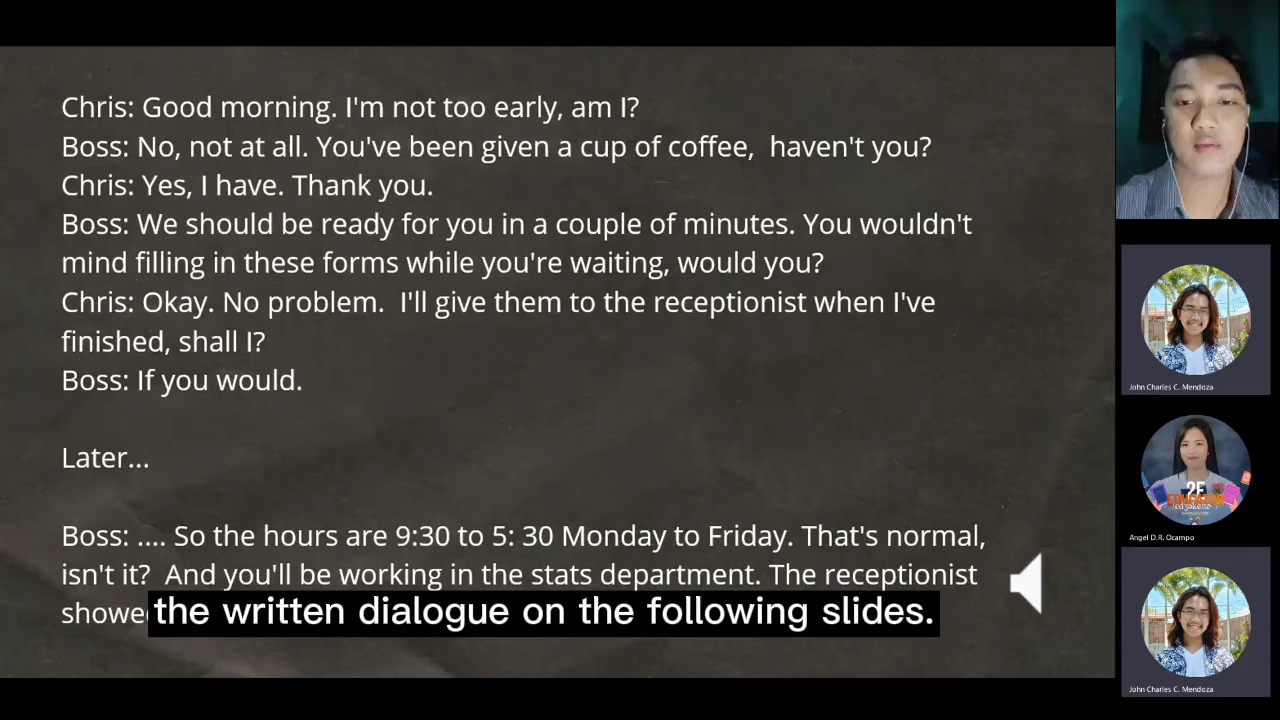 Chris: Good morning. I'm not too early, am I?
Boss: No, not at all. You've been given a cup of coffee,  haven't you?
Chris: Yes, I have. Thank you.
Boss: We should be ready for you in a couple of minutes. You wouldn't
mind filling in these forms while you're waiting, would you?
Chris: Okay. No problem.  I'll give them to the receptionist when I've
finished, shall I?
Boss: If you would.
Later...
Boss: .... So the hours are 9:30 to 5: 30 Monday to Friday. That's normal,
isn't it?  And you'll be working in the stats department. The receptionist
the written dialogue on the following slides.
John Charles C. Mendoza
Angel D.R. Ocampo
John Charles C. Mendoza